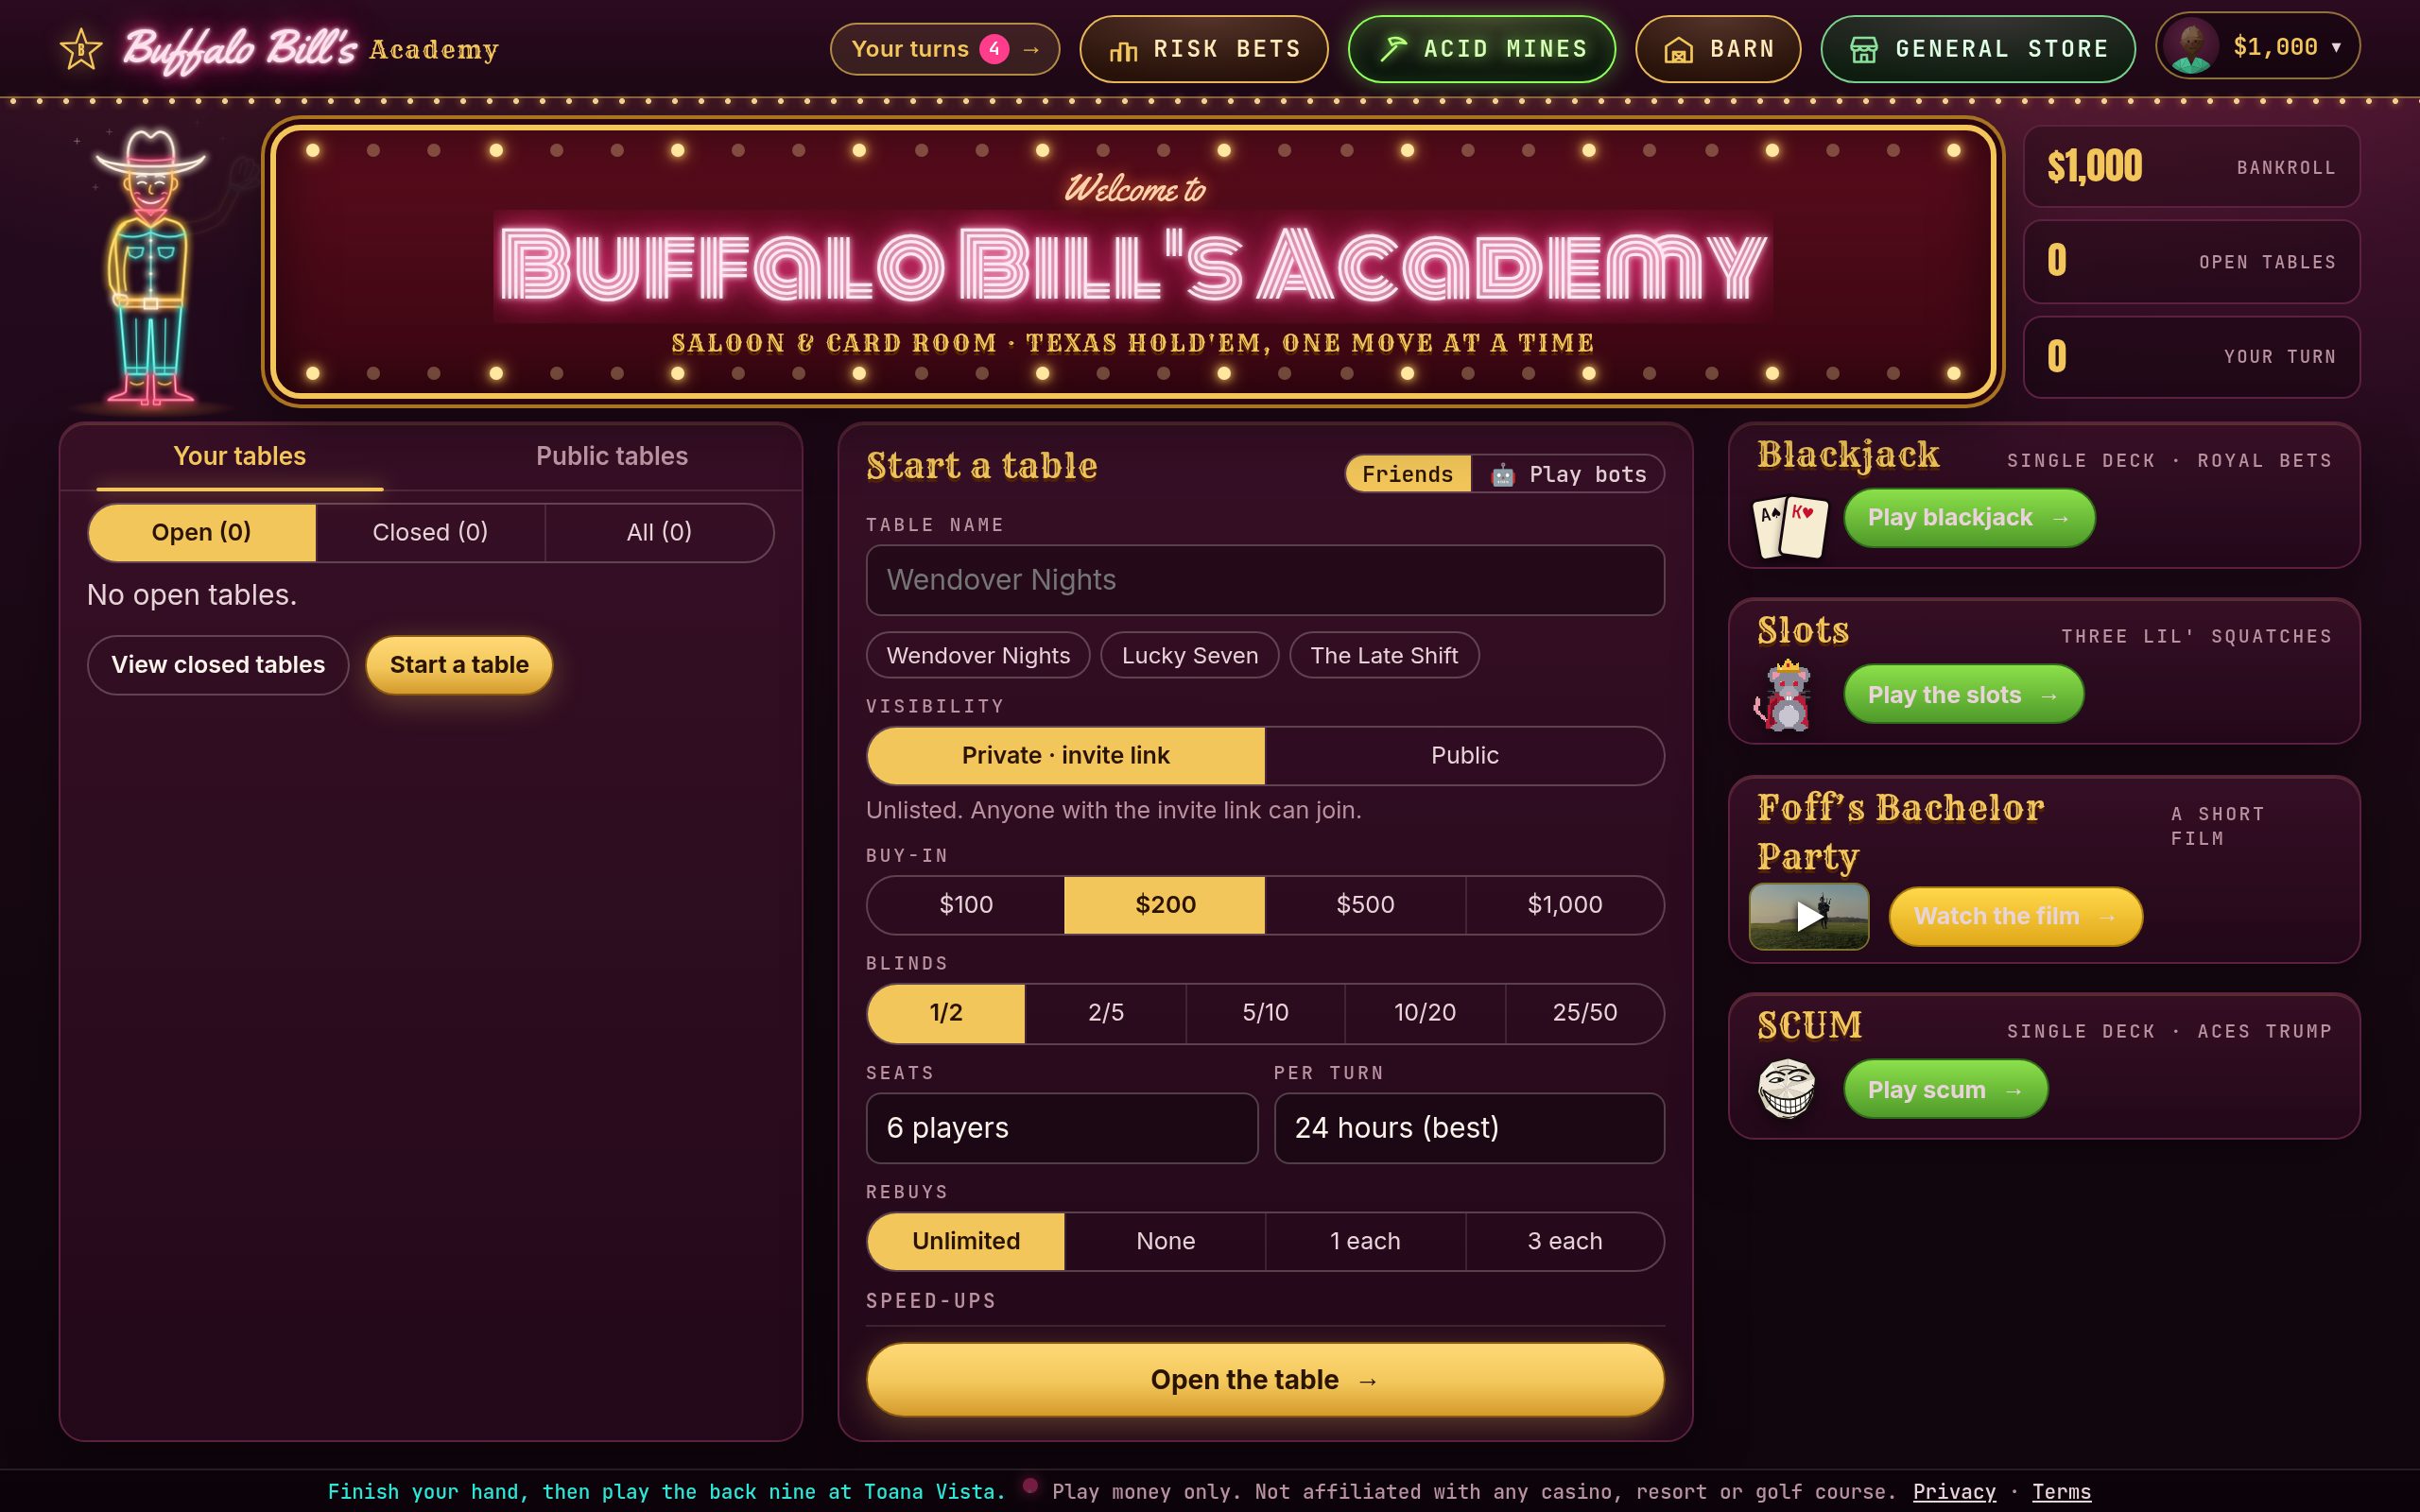 B Buffalo Bill's Academy
Your turns 4 →
RISK BETS
ACID MINES
BARN
GENERAL STORE
$1,000 ▼
Welcome to
BUFFALO BILL'S ACADEMY
SALOON & CARD ROOM · TEXAS HOLD'EM, ONE MOVE AT A TIME
$1,000 BANKROLL
0 OPEN TABLES
0 YOUR TURN
Your tables Public tables
Open (0) Closed (0) All (0)
No open tables.
View closed tables Start a table
Start a table
Friends 🤖 Play bots
TABLE NAME
Wendover Nights
Wendover Nights Lucky Seven The Late Shift
VISIBILITY
Private · invite link Public
Unlisted. Anyone with the invite link can join.
BUY-IN
$100 $200 $500 $1,000
BLINDS
1/2 2/5 5/10 10/20 25/50
SEATS PER TURN
6 players 24 hours (best)
REBUYS
Unlimited None 1 each 3 each
SPEED-UPS
Open the table →
Blackjack SINGLE DECK · ROYAL BETS
A♠ K♥ Play blackjack →
Slots THREE LIL' SQUATCHES
Play the slots →
Foff's Bachelor
Party
A SHORT
FILM
Watch the film →
SCUM SINGLE DECK · ACES TRUMP
Play scum →
Finish your hand, then play the back nine at Toana Vista. Play money only. Not affiliated with any casino, resort or golf course. Privacy · Terms